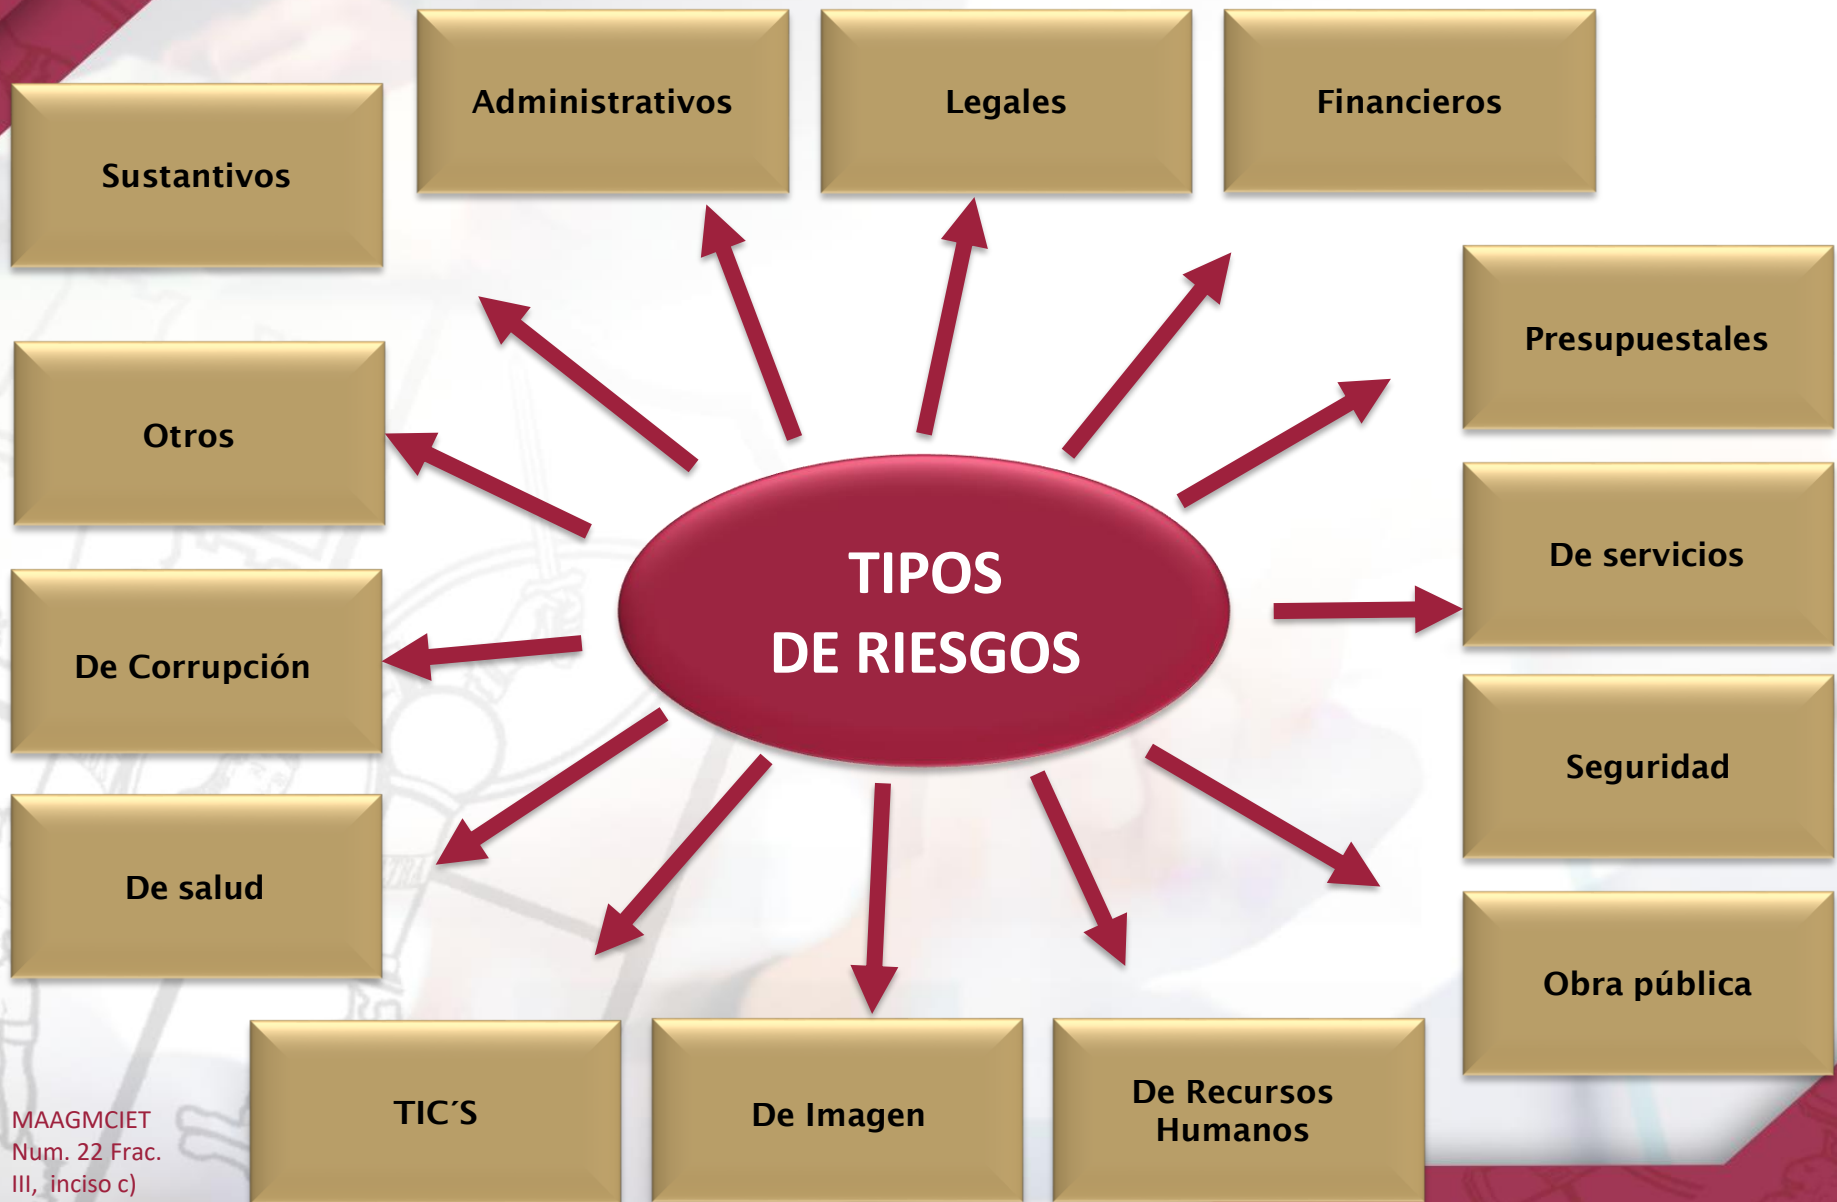 Administrativos
Legales
Financieros
Sustantivos
Presupuestales
Otros
De servicios
TIPOS
DE RIESGOS
De Corrupción
Seguridad
De salud
Obra pública
TIC´S
De Imagen
De Recursos
Humanos
MAAGMCIET
Num. 22 Frac.
III, inciso c)